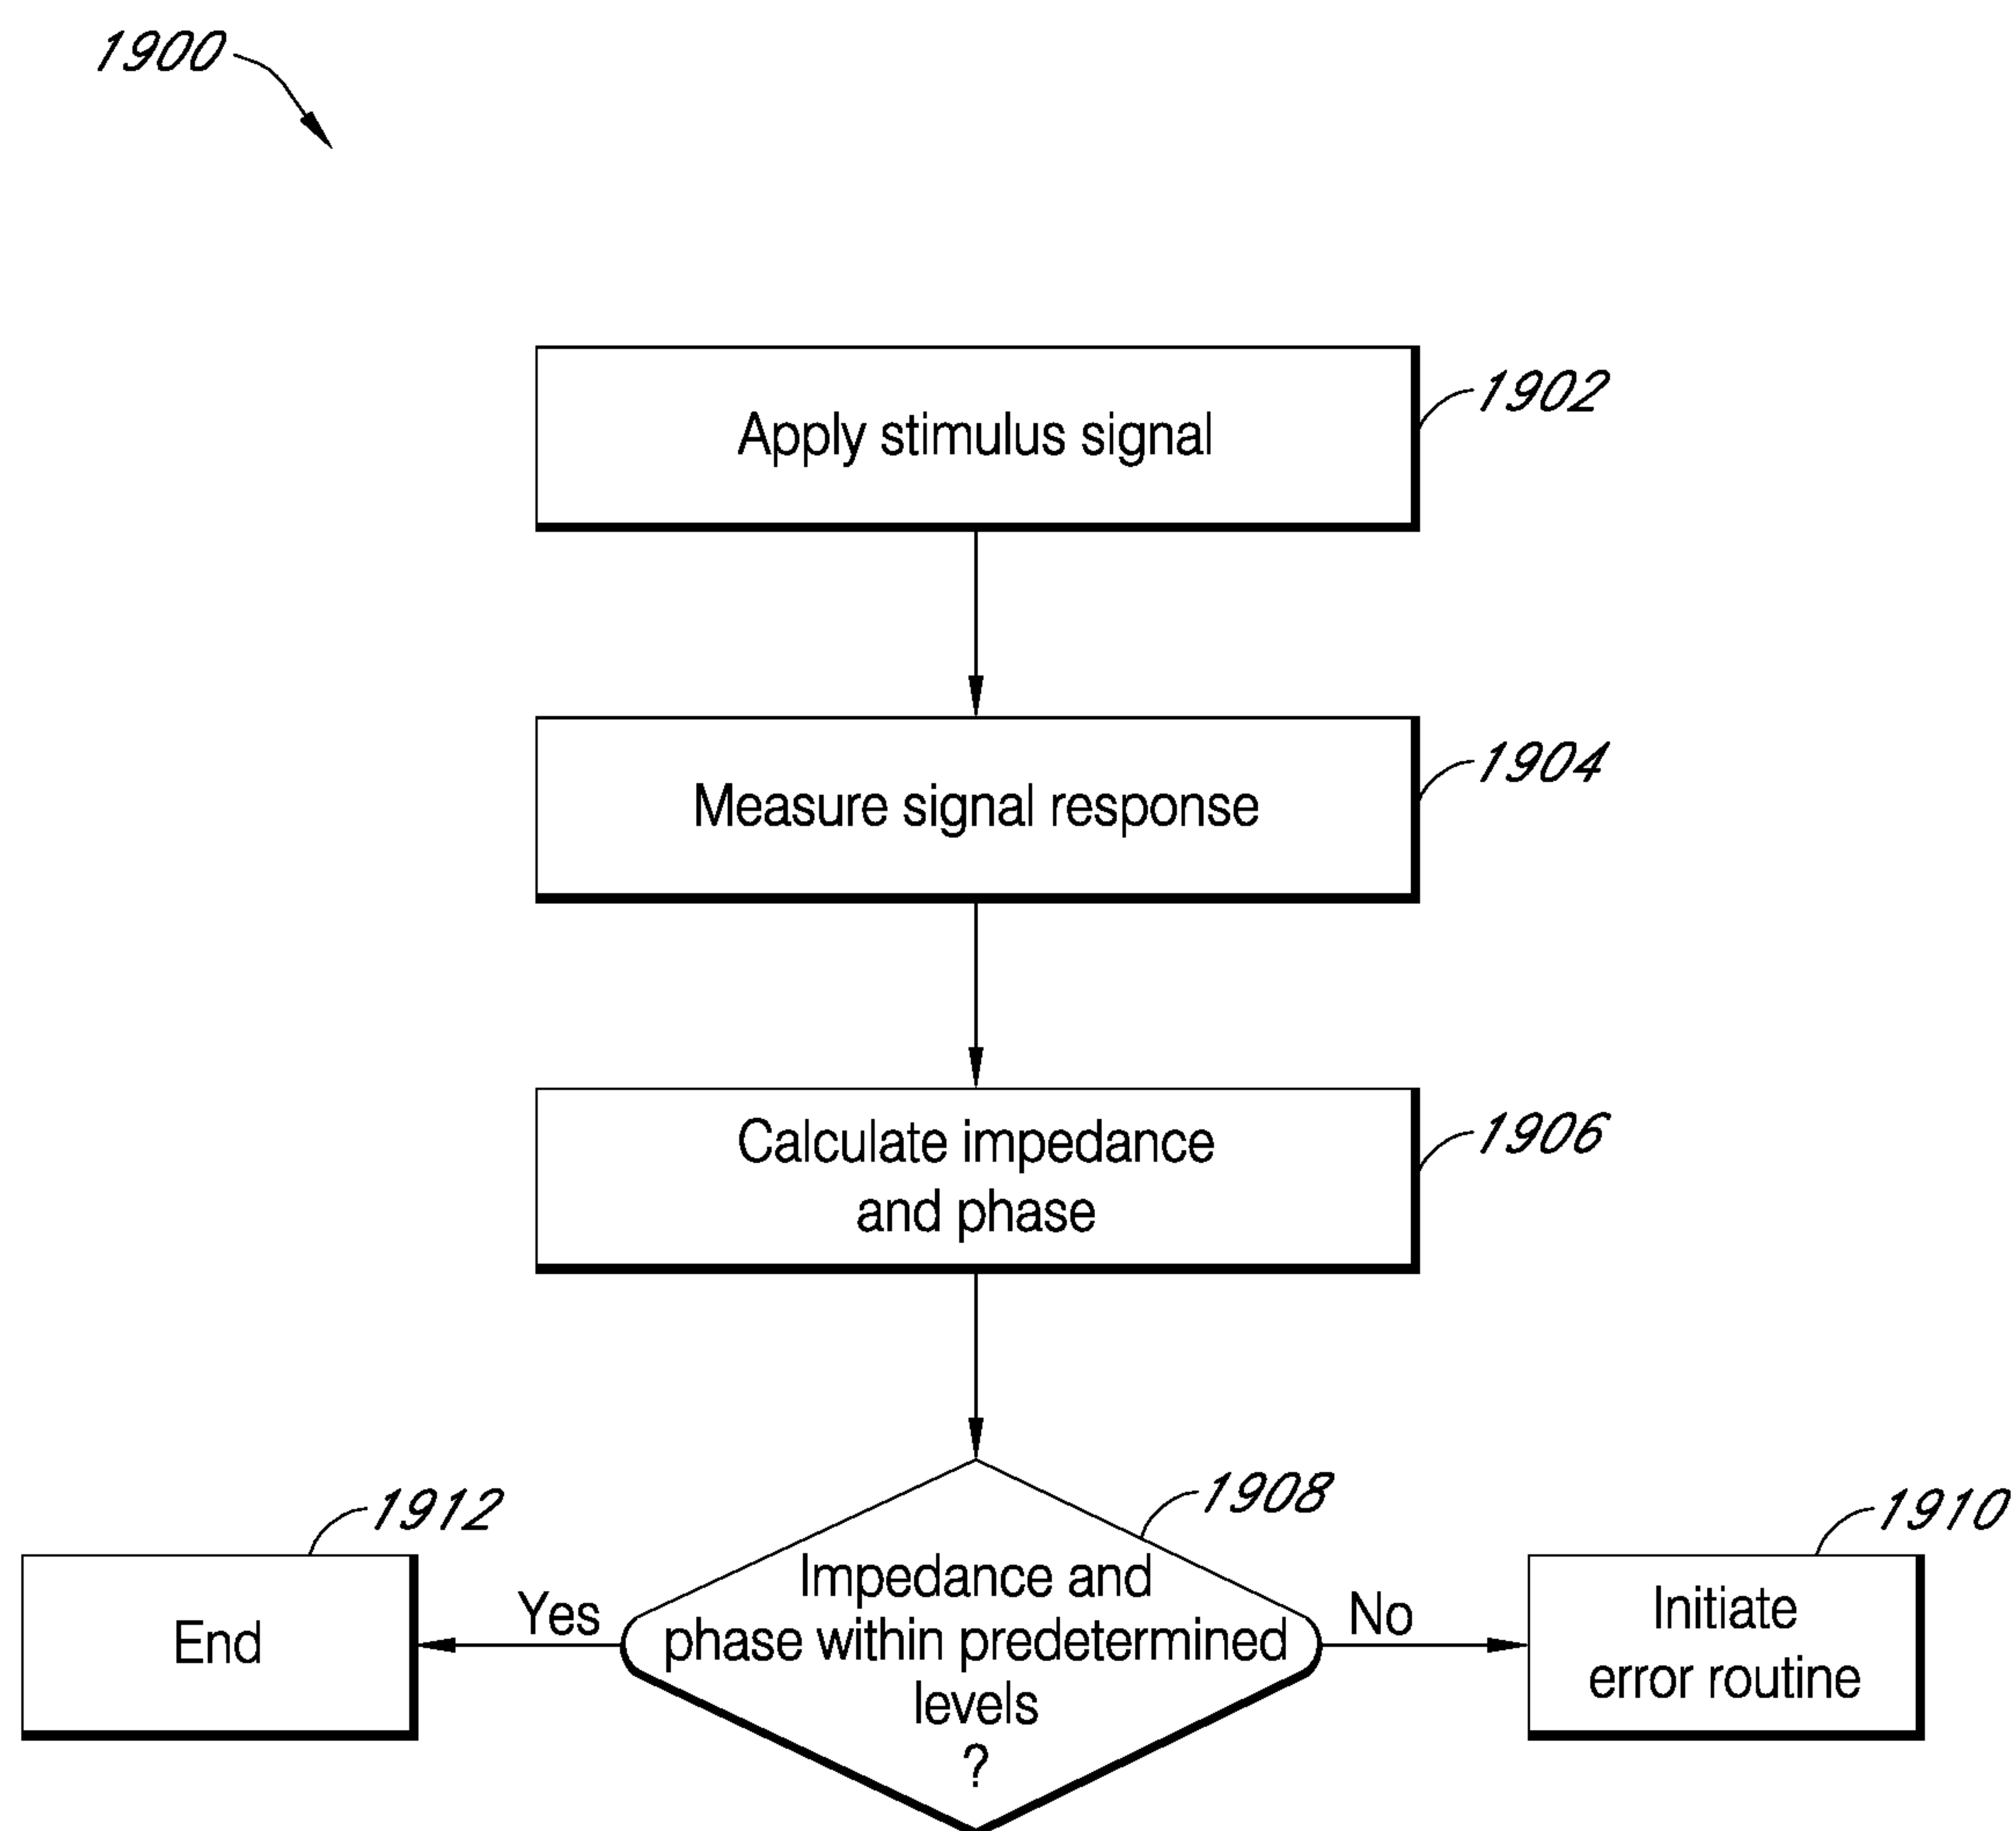 1900
Apply stimulus signal
1902
Measure signal response
1904
Calculate impedance
and phase
1906
1912
1908
1910
End
Yes
Impedance and
phase within predetermined
levels
?
No
Initiate
error routine